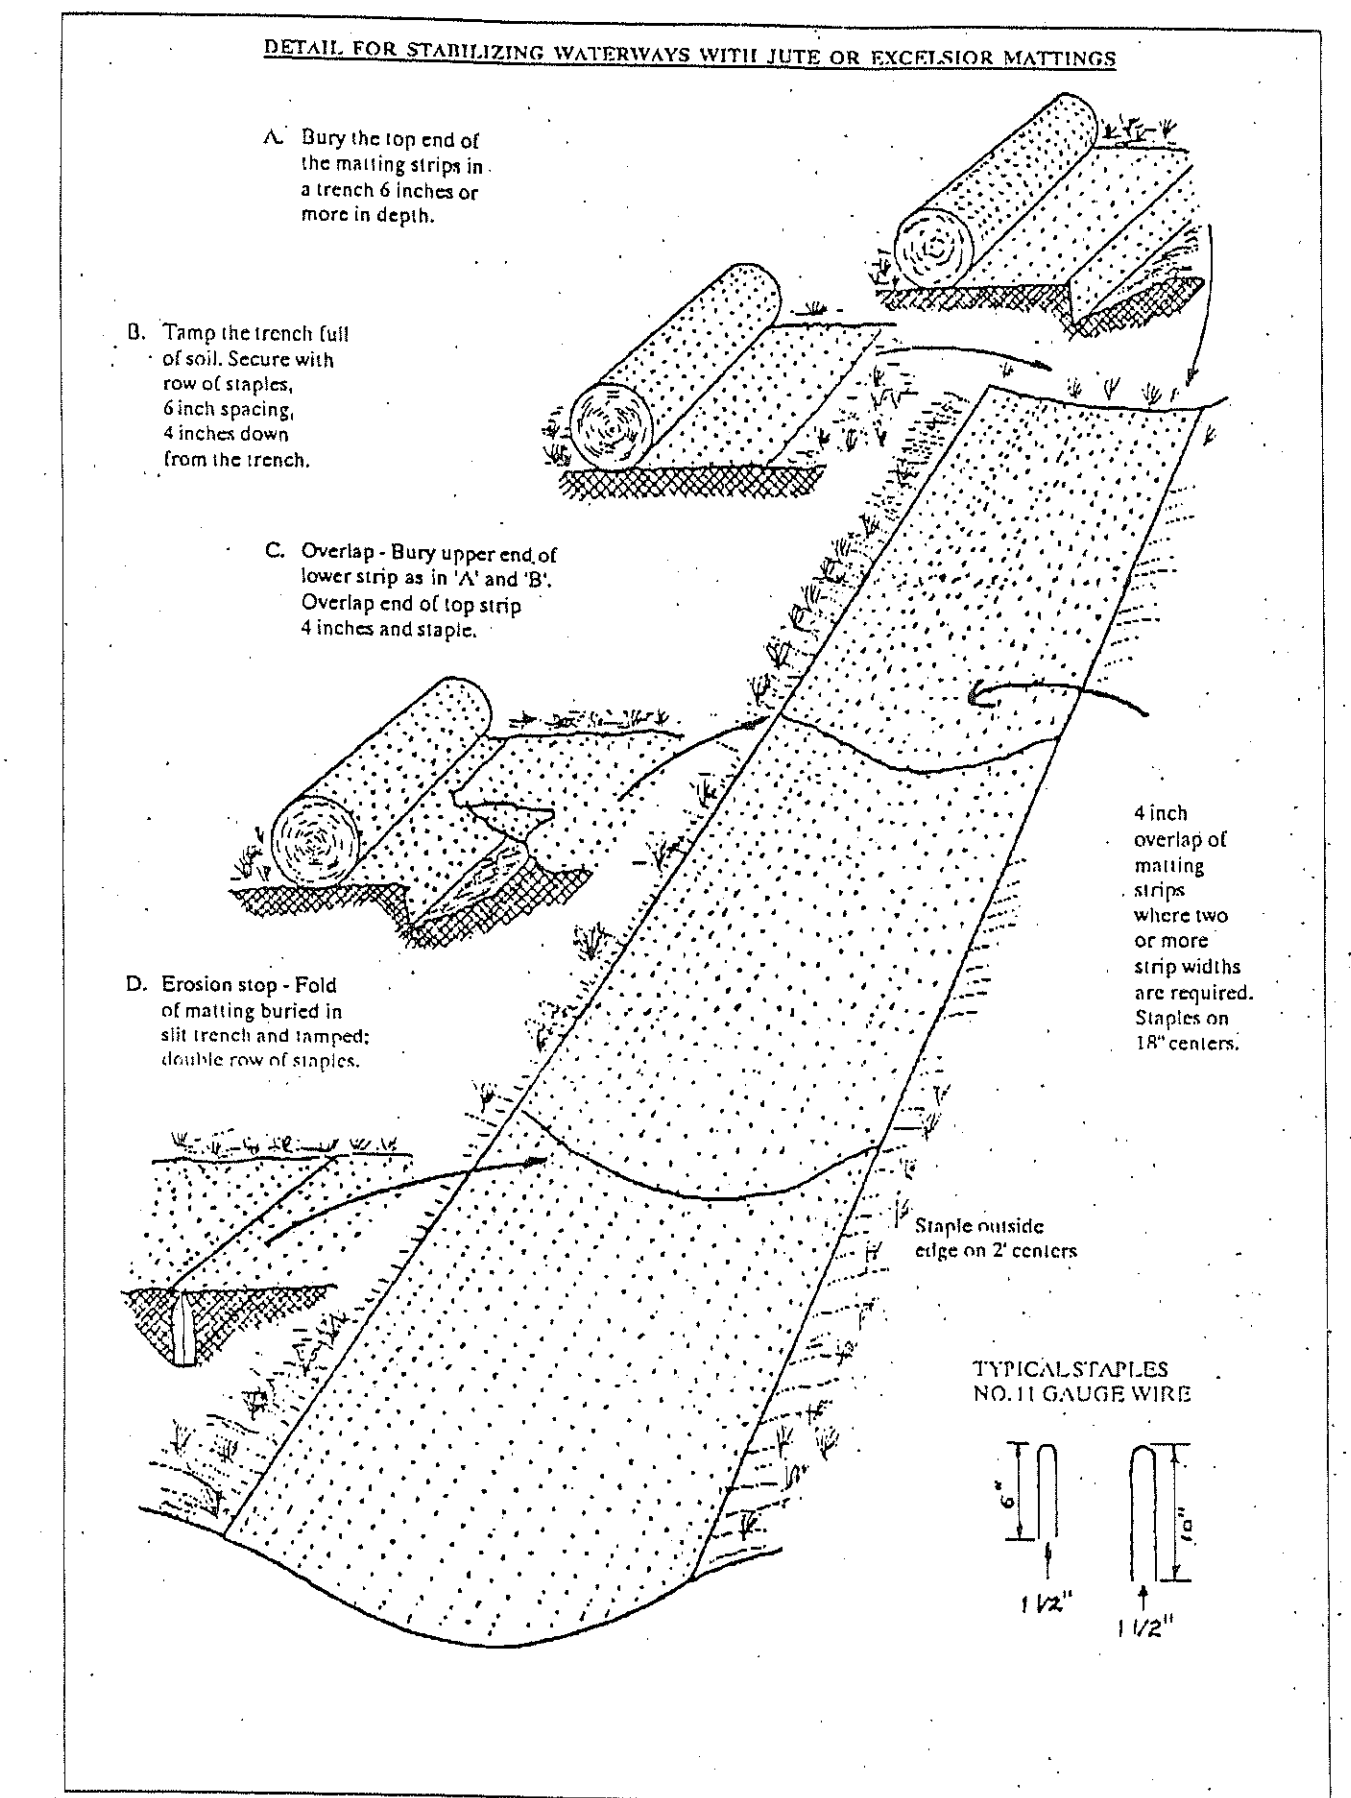 DETAIL FOR STABILIZING WATERWAYS WITH JUTE OR EXCELSIOR MATTINGS
A. Bury the top end of
the matting strips in
a trench 6 inches or
more in depth.
B. Tamp the trench full
of soil. Secure with
row of staples,
6 inch spacing,
4 inches down
from the trench.
C. Overlap - Bury upper end of
lower strip as in 'A' and 'B'.
Overlap end of top strip
4 inches and staple.
4 inch
overlap of
matting
strips
where two
or more
strip widths
are required.
Staples on
18" centers.
D. Erosion stop - Fold
of matting buried in
slit trench and tamped;
double row of staples.
Staple outside
edge on 2' centers
TYPICAL STAPLES
NO. 11 GAUGE WIRE
6"
10"
1 1/2"
1 1/2"